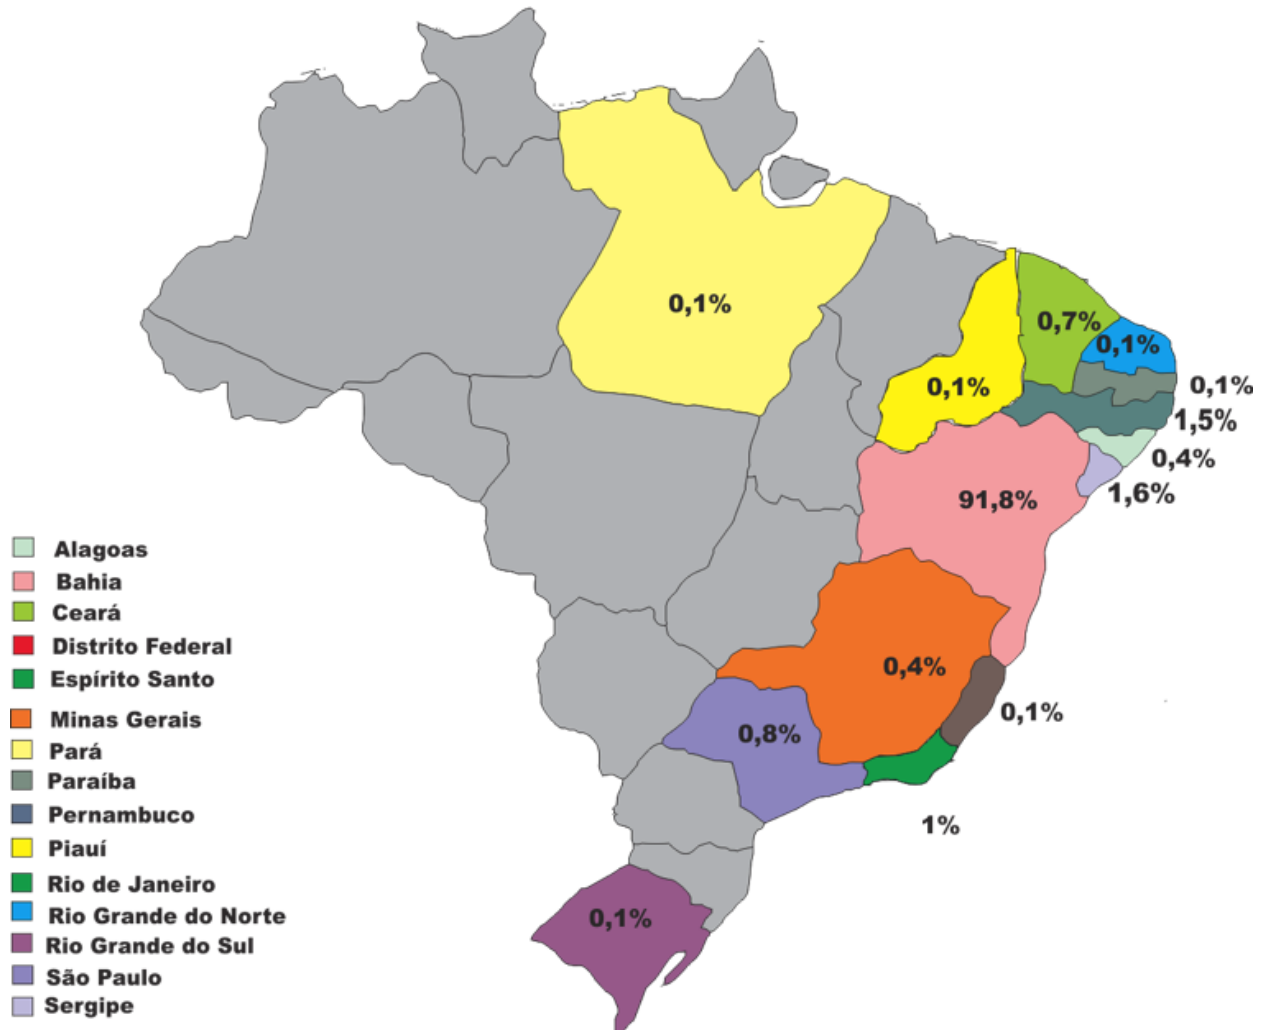 0,1%
0,7%
0,1%
0,1%
0,1%
1,5%
0,4%
1,6%
91,8%
0,4%
0,1%
0,8%
1%
0,1%
Alagoas
Bahia
Ceará
Distrito Federal
Espírito Santo
Minas Gerais
Pará
Paraíba
Pernambuco
Piauí
Rio de Janeiro
Rio Grande do Norte
Rio Grande do Sul
São Paulo
Sergipe